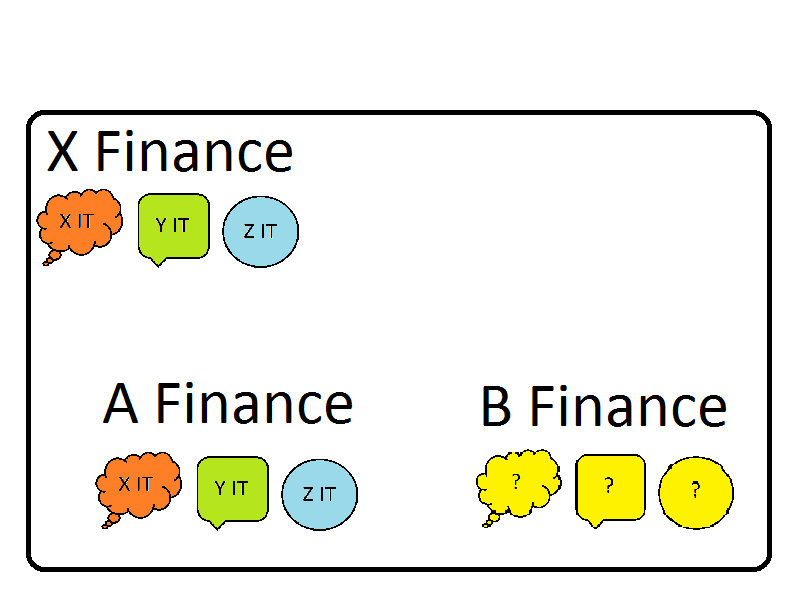 X Finance
X IT
Y IT
Z IT
A Finance
B Finance
X IT
Y IT
Z IT
?
?
?